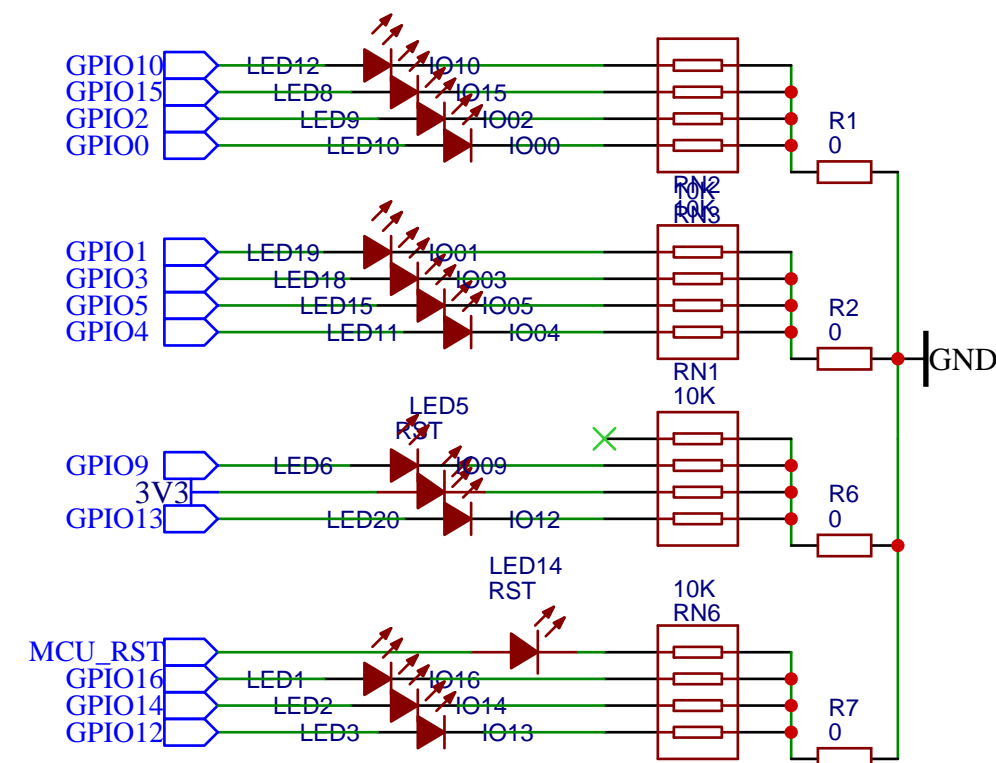 GPIO10 LED12 IO10
GPIO15 LED8 IO15
GPIO2 LED9 IO02 R1
GPIO0 LED10 IO00 0
RN2
10K
10K
RN3
GPIO1 LED19 IO01
GPIO3 LED18 IO03
GPIO5 LED15 IO05 R2
GPIO4 LED11 IO04 0
GND
RN1
10K
LED5
RST
GPIO9 LED6 IO09
3V3 R6
GPIO13 LED20 IO12 0
LED14
RST
10K
RN6
MCU_RST
GPIO16 LED1 IO16
GPIO14 LED2 IO14 R7
GPIO12 LED3 IO13 0